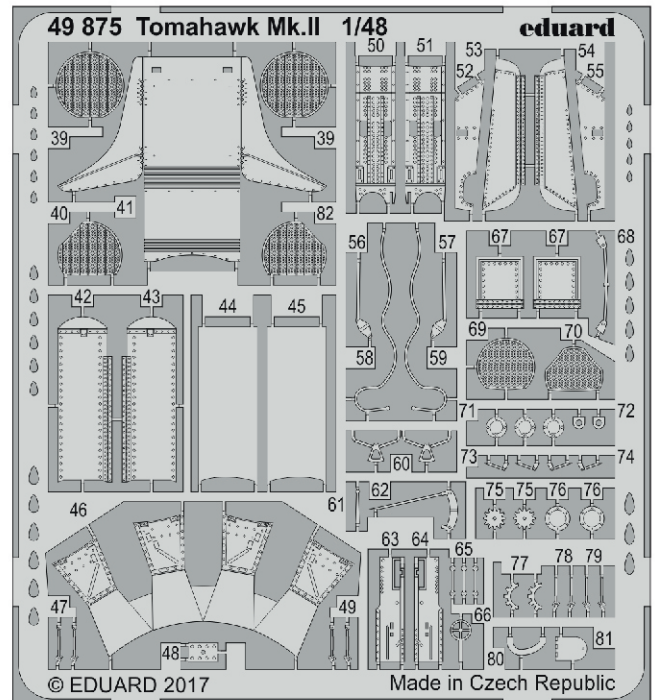 49 875 Tomahawk Mk.II 1/48 eduard
50 51 53 54
52 55
39 39
40 41 82
56 57 67 67 68
42 43 44 45
58 59 69 70
71 72
60 73 74
46 61 62 75 75 76 76
63 64 65
77 78 79
47 49 66
48 80 81
© EDUARD 2017 Made in Czech Republic